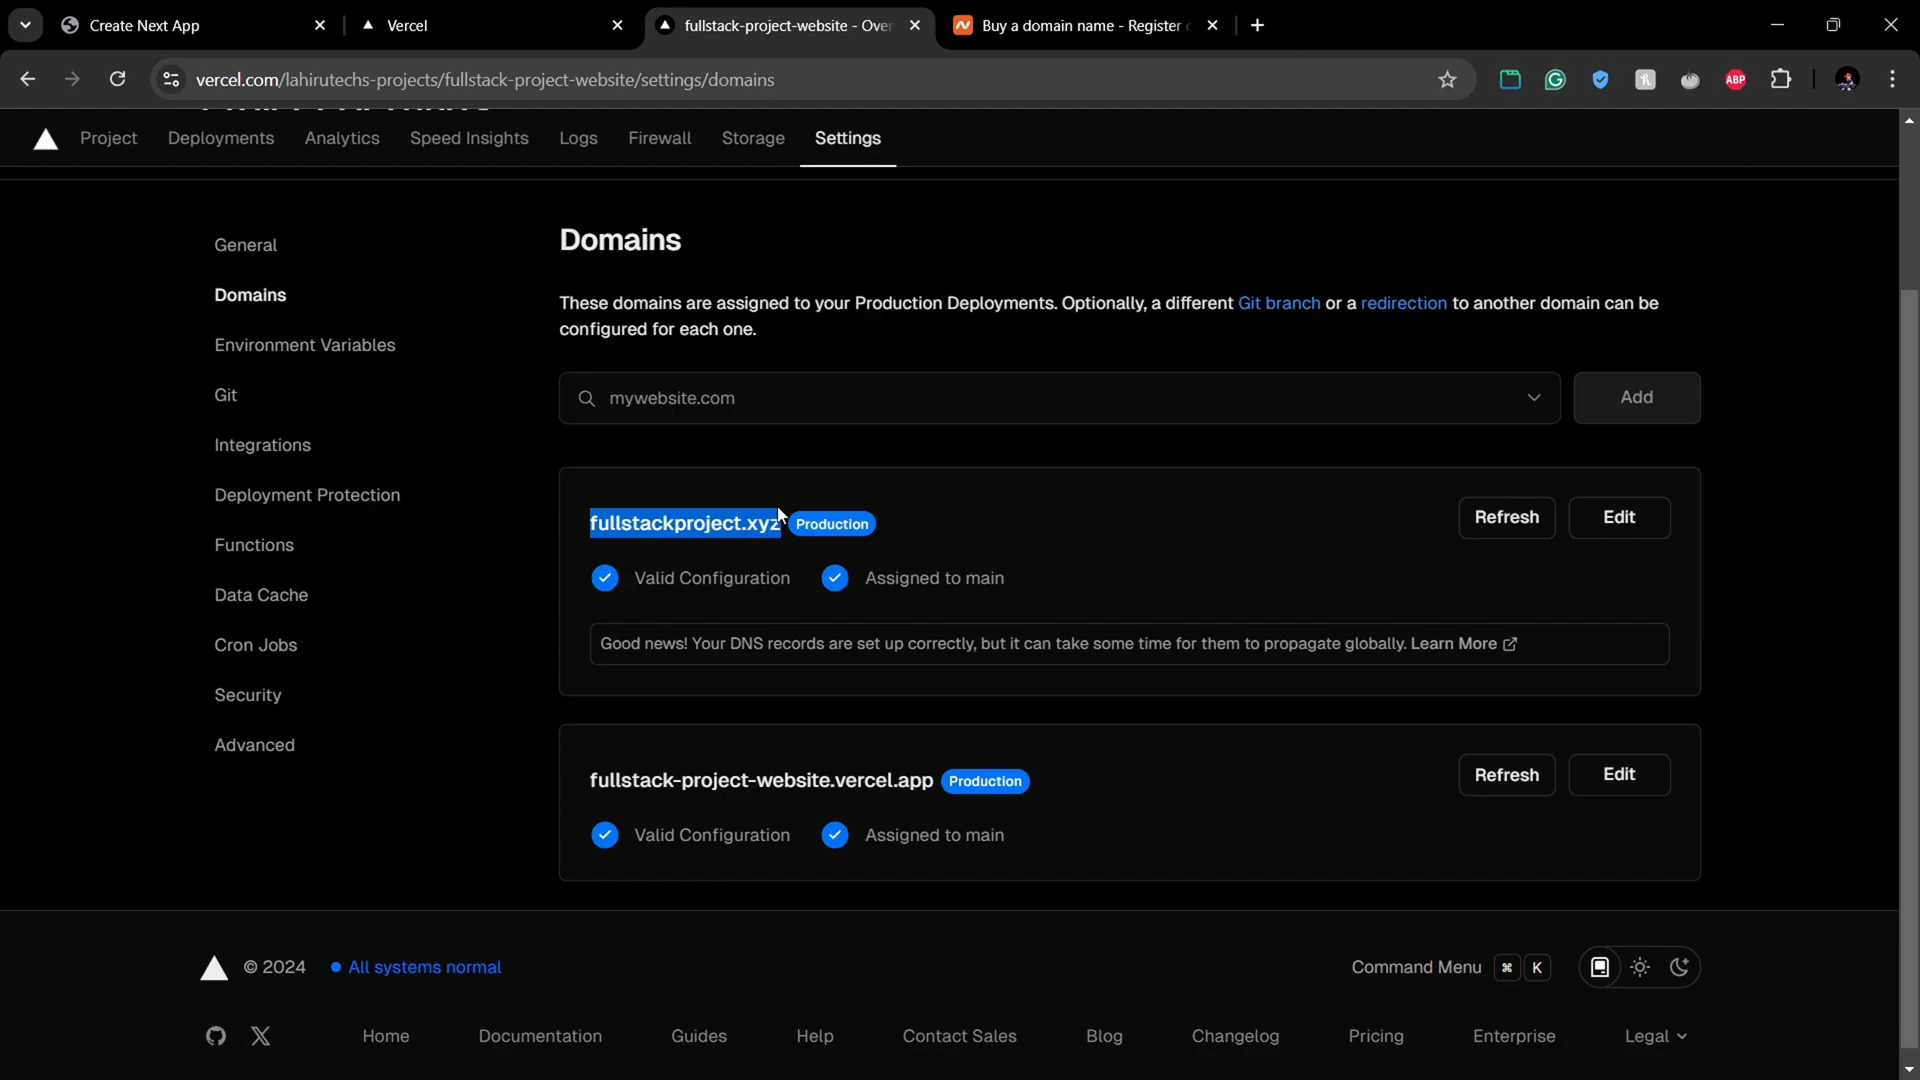 Create Next App
Vercel
fullstack-project-website - Over
Buy a domain name - Register
vercel.com/lahirutechs-projects/fullstack-project-website/settings/domains
ABP
Project Deployments Analytics Speed Insights Logs Firewall Storage Settings
General
Domains
Environment Variables
Git
Integrations
Deployment Protection
Functions
Data Cache
Cron Jobs
Security
Advanced
Domains
These domains are assigned to your Production Deployments. Optionally, a different Git branch or a redirection to another domain can be
configured for each one.
mywebsite.com
Add
fullstackproject.xyz Production
Refresh Edit
Valid Configuration Assigned to main
Good news! Your DNS records are set up correctly, but it can take some time for them to propagate globally. Learn More
fullstack-project-website.vercel.app Production
Refresh Edit
Valid Configuration Assigned to main
© 2024 All systems normal
Command Menu ⌘ K
Home Documentation Guides Help Contact Sales Blog Changelog Pricing Enterprise Legal